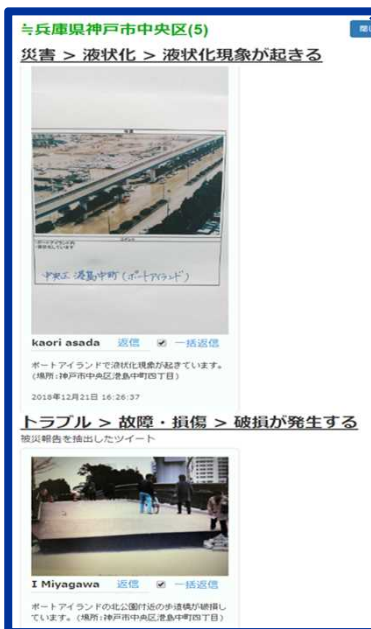 ≒兵庫県神戸市中央区(5)
災害 > 液状化 > 液状化現象が起きる
写真
コメント
ポートアイランドの
液状化しています
中央区 港島中町(ポートアイランド)
kaori asada 返信 一括返信
ポートアイランドで液状化現象が起きています。
(場所:神戸市中央区港島中町四丁目)
2018年12月21日 16:26:37
トラブル > 故障・損傷 > 破損が発生する
被災報告を抽出したツイート
I Miyagawa 返信 一括返信
ポートアイランドの北公園付近の歩道橋が破損し
ています。(場所:神戸市中央区港島中町四丁目)